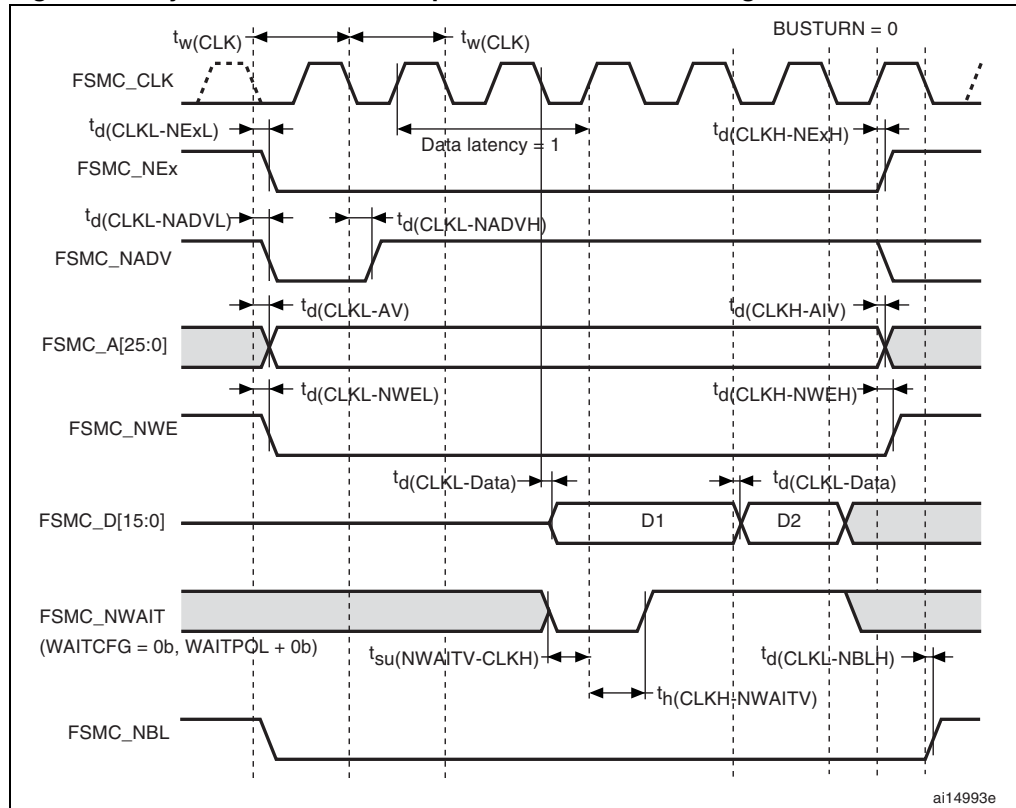 BUSTURN = 0
tw(CLK)
tw(CLK)
FSMC_CLK
td(CLKL-NExL)
Data latency = 1
td(CLKH-NExH)
FSMC_NEx
td(CLKL-NADVL)
td(CLKL-NADVH)
FSMC_NADV
td(CLKL-AV)
td(CLKH-AIV)
FSMC_A[25:0]
td(CLKL-NWEL)
td(CLKH-NWEH)
FSMC_NWE
td(CLKL-Data)
td(CLKL-Data)
FSMC_D[15:0]
D1
D2
FSMC_NWAIT
(WAITCFG = 0b, WAITPOL + 0b)
tsu(NWAITV-CLKH)
td(CLKL-NBLH)
th(CLKH-NWAITV)
FSMC_NBL
ai14993e